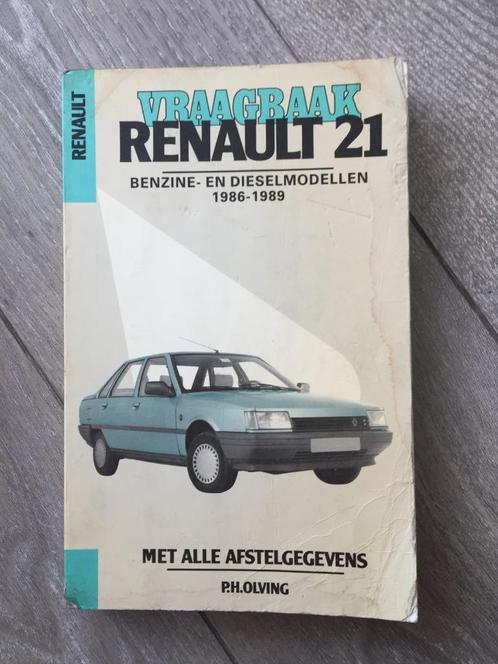 RENAULT
VRAAGBAAK
RENAULT 21
BENZINE- EN DIESELMODELLEN
1986-1989
MET ALLE AFSTELGEGEVENS
P.H.OLVING